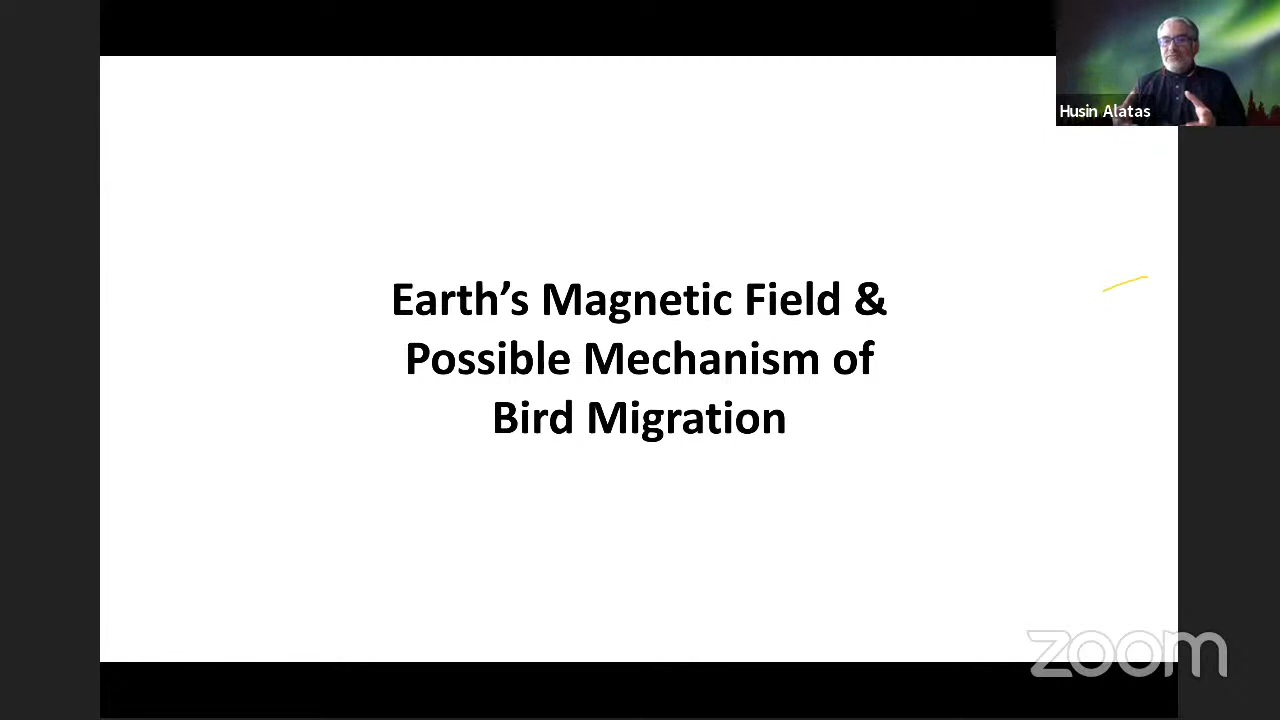 Husin Alatas
Earth's Magnetic Field &
Possible Mechanism of
Bird Migration
zoom